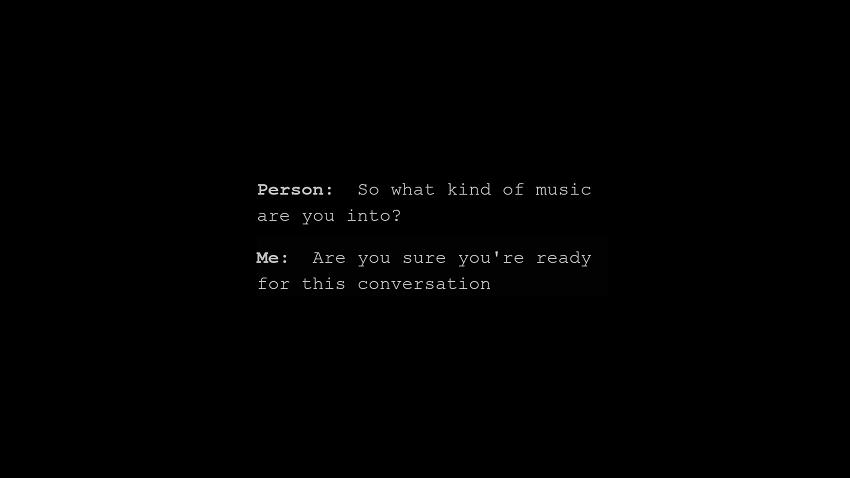 Person: So what kind of music
are you into?
Me: Are you sure you're ready
for this conversation